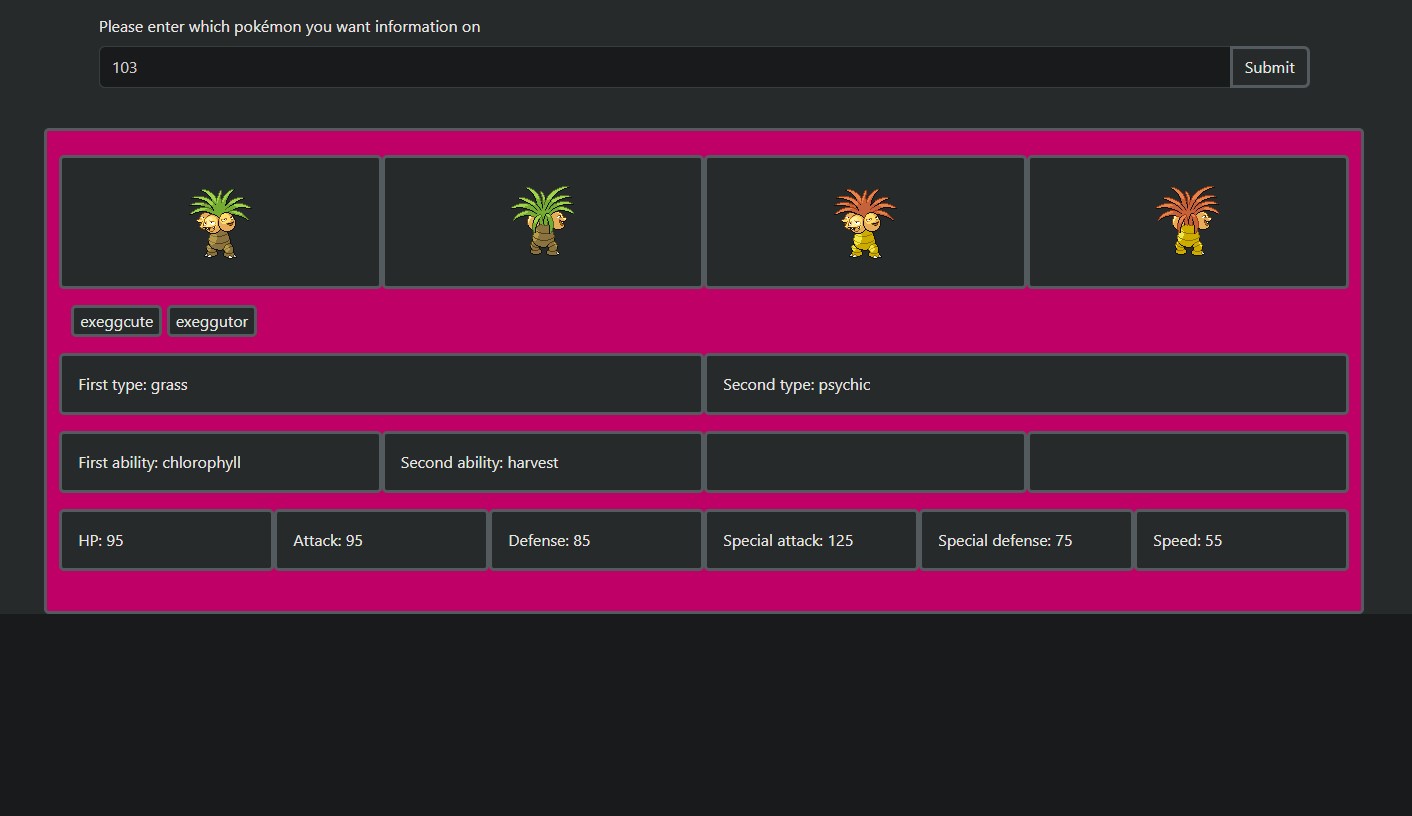 Please enter which pokémon you want information on
103 Submit
exeggcute exeggutor
First type: grass Second type: psychic
First ability: chlorophyll Second ability: harvest
HP: 95 Attack: 95 Defense: 85 Special attack: 125 Special defense: 75 Speed: 55